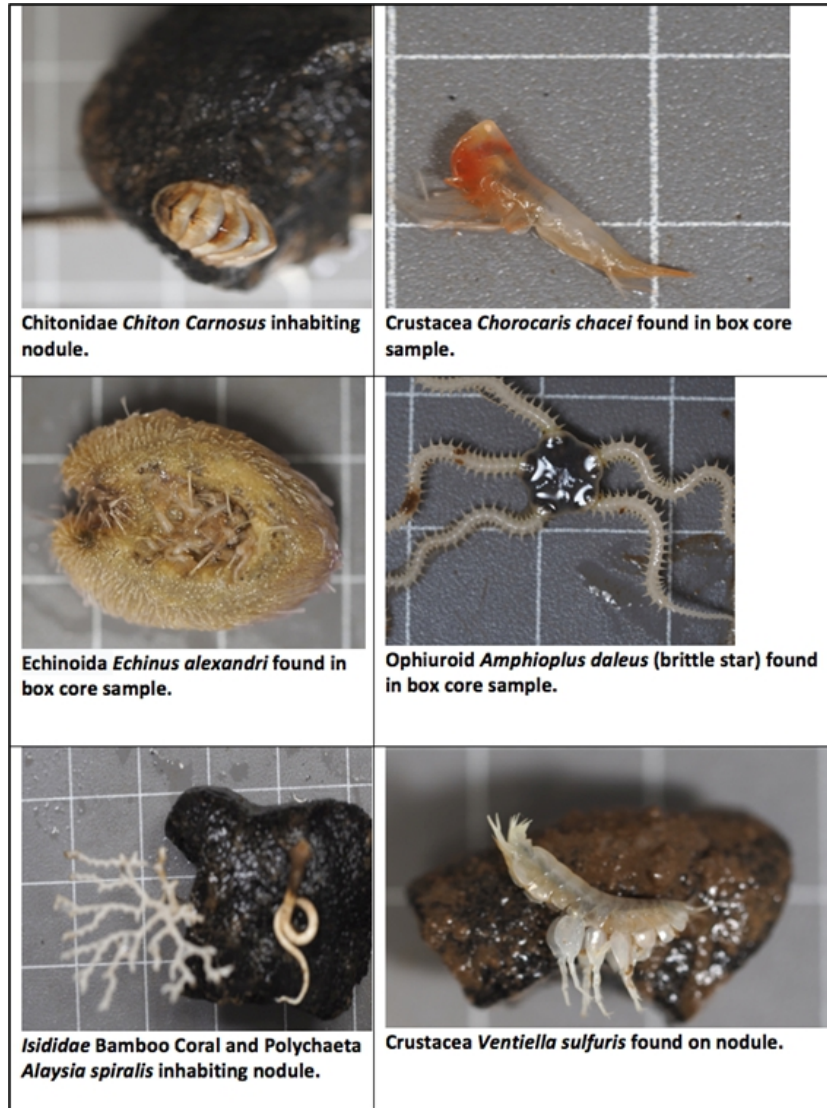 Chitonidae Chiton Carnosus inhabiting
nodule.
Crustacea Chorocaris chacei found in box core
sample.
Echinoida Echinus alexandri found in
box core sample.
Ophiuroid Amphioplus daleus (brittle star) found
in box core sample.
Isididae Bamboo Coral and Polychaeta
Alaysia spiralis inhabiting nodule.
Crustacea Ventiella sulfuris found on nodule.